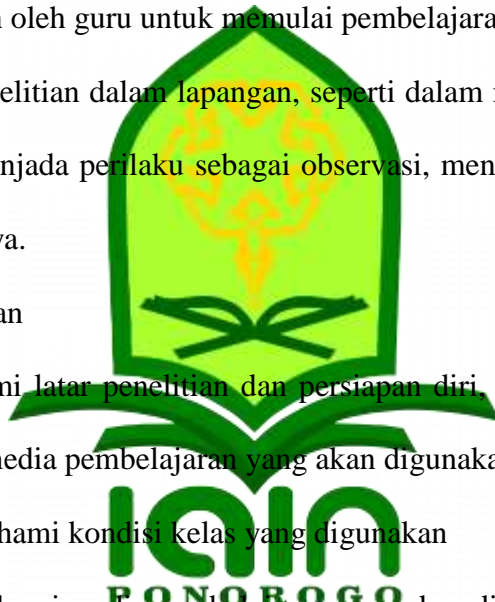 oleh guru untuk memulai pembelajara
elitian dalam lapangan, seperti dalam
njada perilaku sebagai observasi, men
va.
an
mi latar penelitian dan persiapan diri,
nedia pembelajaran yang akan digunaka
hami kondisi kelas yang digunakan
iain
PONOROGO